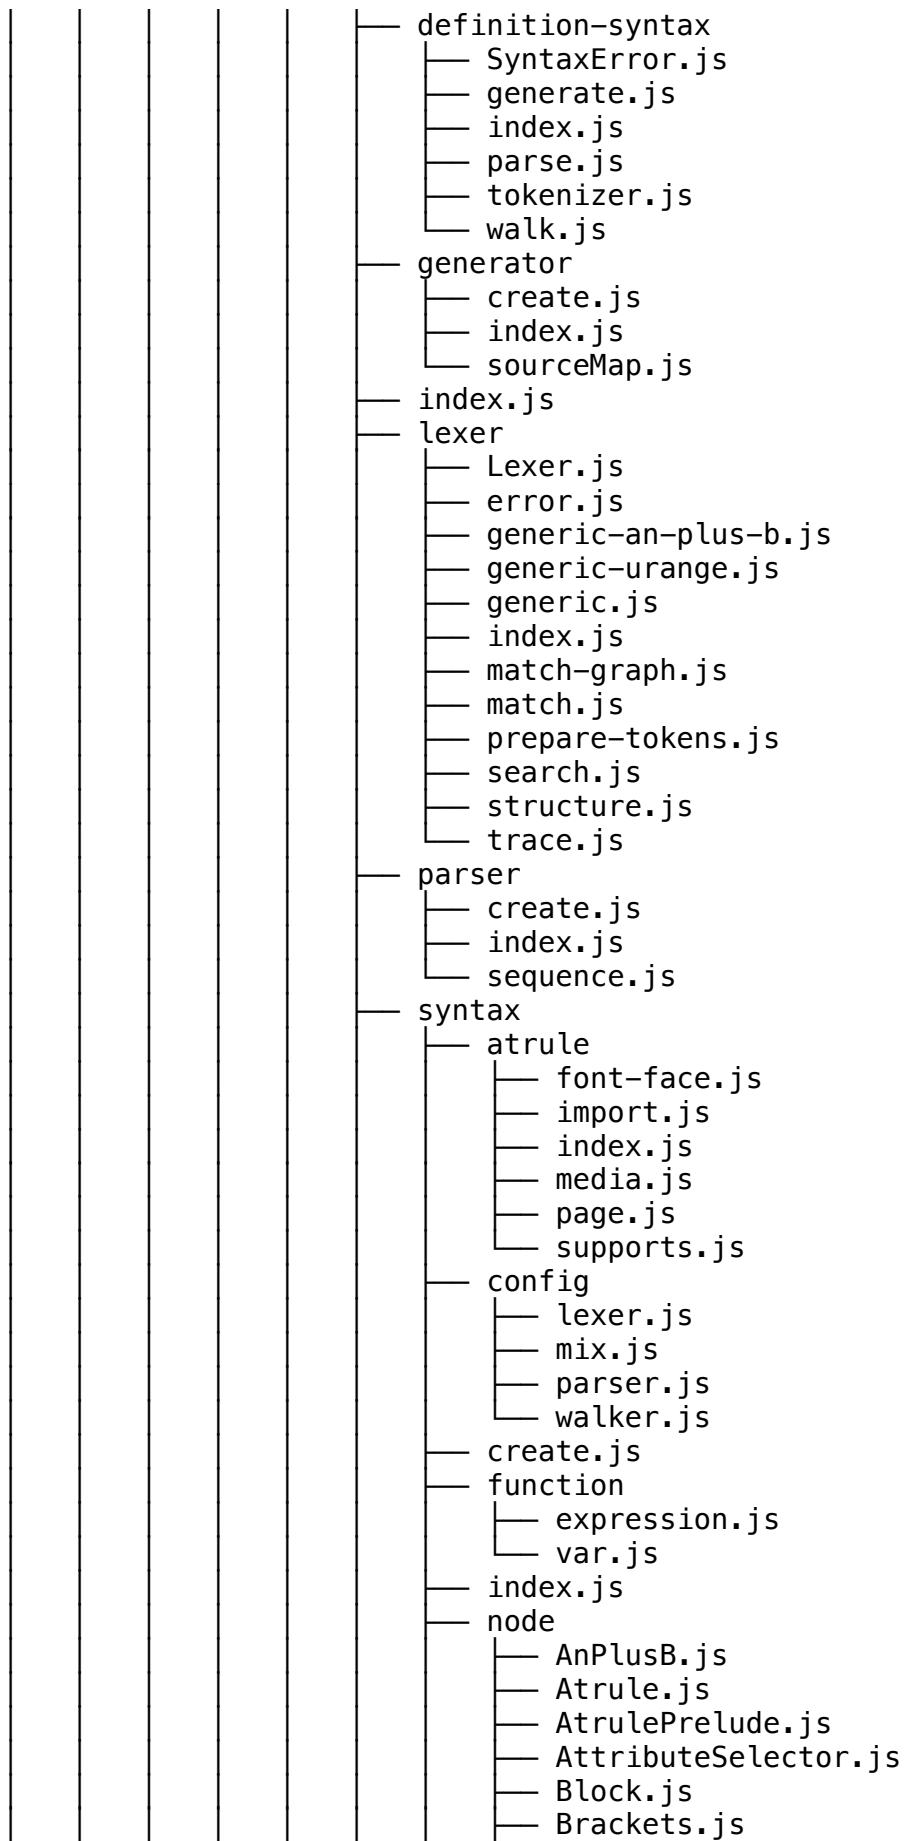 │   │   │   │   │   ├── definition-syntax
│   │   │   │   │   │   ├── SyntaxError.js
│   │   │   │   │   │   ├── generate.js
│   │   │   │   │   │   ├── index.js
│   │   │   │   │   │   ├── parse.js
│   │   │   │   │   │   ├── tokenizer.js
│   │   │   │   │   │   └── walk.js
│   │   │   │   │   ├── generator
│   │   │   │   │   │   ├── create.js
│   │   │   │   │   │   ├── index.js
│   │   │   │   │   │   └── sourceMap.js
│   │   │   │   │   ├── index.js
│   │   │   │   │   ├── lexer
│   │   │   │   │   │   ├── Lexer.js
│   │   │   │   │   │   ├── error.js
│   │   │   │   │   │   ├── generic-an-plus-b.js
│   │   │   │   │   │   ├── generic-urange.js
│   │   │   │   │   │   ├── generic.js
│   │   │   │   │   │   ├── index.js
│   │   │   │   │   │   ├── match-graph.js
│   │   │   │   │   │   ├── match.js
│   │   │   │   │   │   ├── prepare-tokens.js
│   │   │   │   │   │   ├── search.js
│   │   │   │   │   │   ├── structure.js
│   │   │   │   │   │   └── trace.js
│   │   │   │   │   ├── parser
│   │   │   │   │   │   ├── create.js
│   │   │   │   │   │   ├── index.js
│   │   │   │   │   │   └── sequence.js
│   │   │   │   │   ├── syntax
│   │   │   │   │   │   ├── atrule
│   │   │   │   │   │   │   ├── font-face.js
│   │   │   │   │   │   │   ├── import.js
│   │   │   │   │   │   │   ├── index.js
│   │   │   │   │   │   │   ├── media.js
│   │   │   │   │   │   │   ├── page.js
│   │   │   │   │   │   │   └── supports.js
│   │   │   │   │   │   ├── config
│   │   │   │   │   │   │   ├── lexer.js
│   │   │   │   │   │   │   ├── mix.js
│   │   │   │   │   │   │   ├── parser.js
│   │   │   │   │   │   │   └── walker.js
│   │   │   │   │   │   ├── create.js
│   │   │   │   │   │   ├── function
│   │   │   │   │   │   │   ├── expression.js
│   │   │   │   │   │   │   └── var.js
│   │   │   │   │   │   ├── index.js
│   │   │   │   │   │   ├── node
│   │   │   │   │   │   │   ├── AnPlusB.js
│   │   │   │   │   │   │   ├── Atrule.js
│   │   │   │   │   │   │   ├── AtrulePrelude.js
│   │   │   │   │   │   │   ├── AttributeSelector.js
│   │   │   │   │   │   │   ├── Block.js
│   │   │   │   │   │   │   ├── Brackets.js